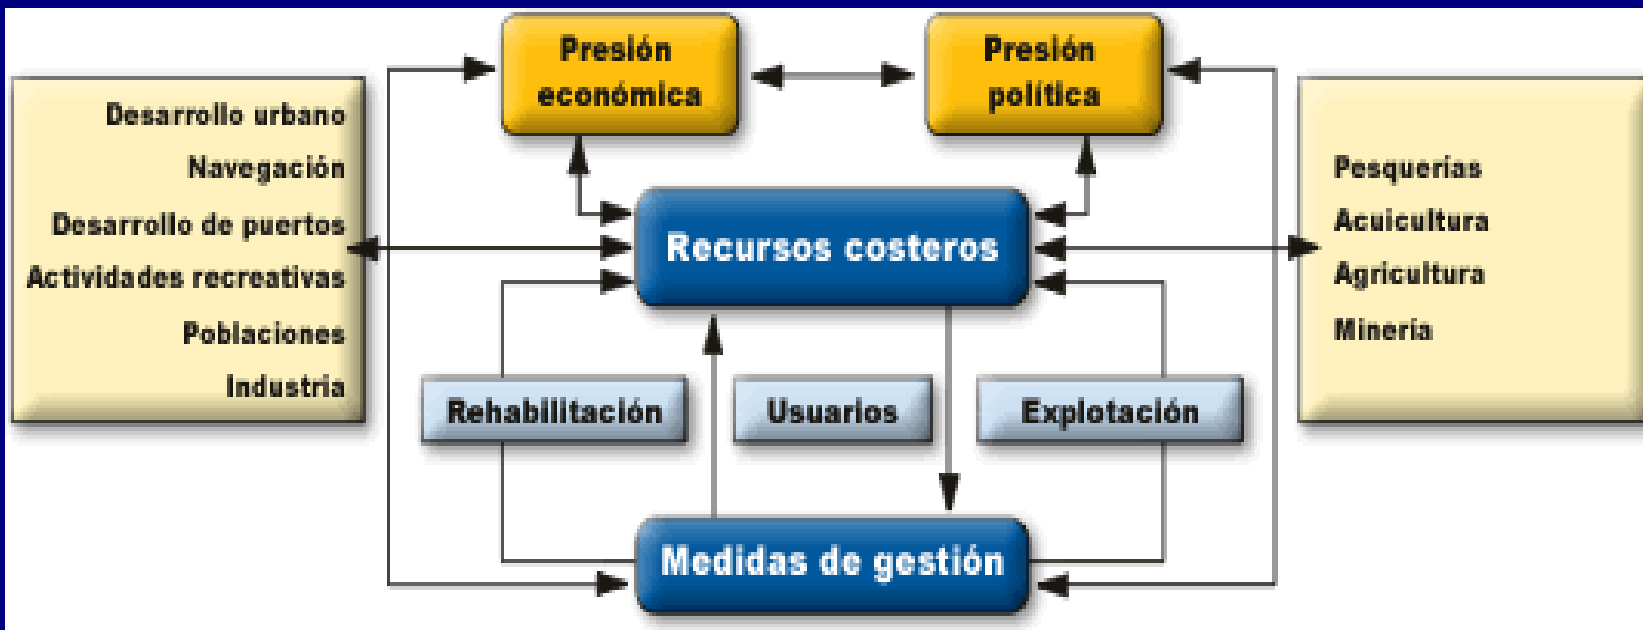 Presión
económica
Presión
política
Desarrollo urbano
Navegación
Desarrollo de puertos
Actividades recreativas
Poblaciones
Industria
Recursos costeros
Pesquerías
Acuicultura
Agricultura
Minería
Rehabilitación
Usuarios
Explotación
Medidas de gestión